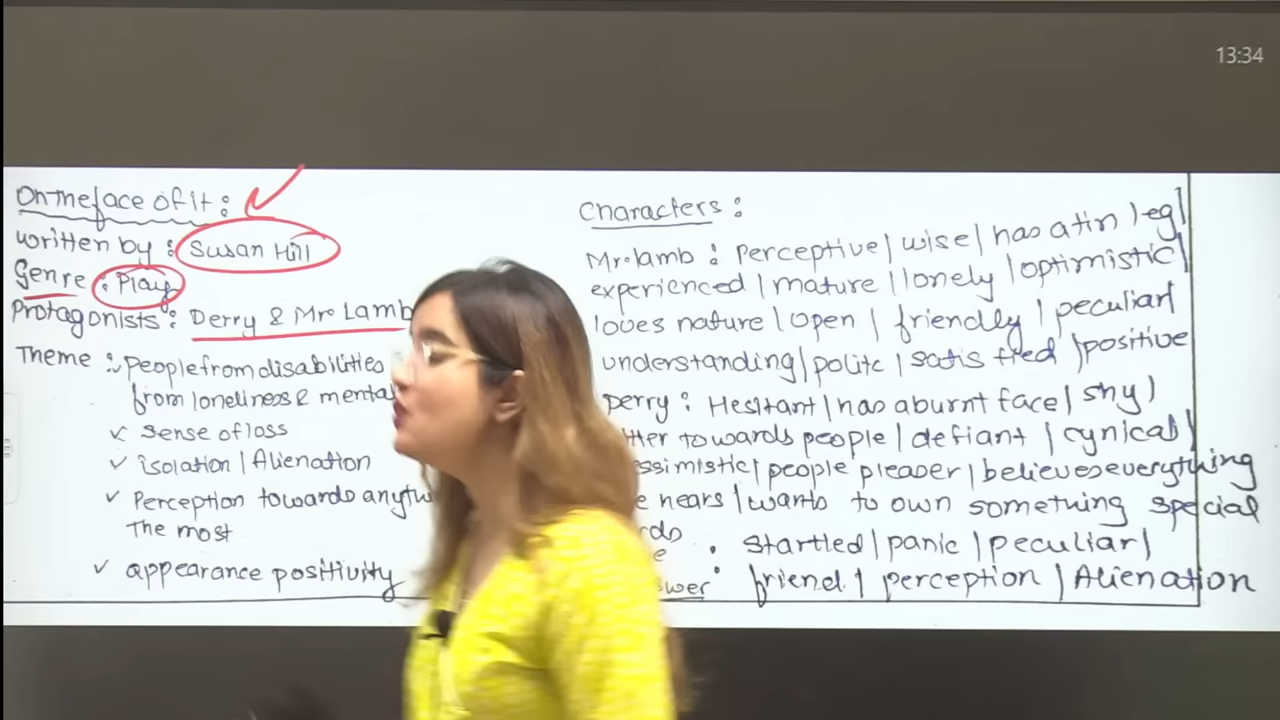 13:34
On the face of it :
written by : Susan Hill
Genre : Play
Protagonists : Derry & Mr. Lamb
Theme : People from disabilities
from loneliness & menta
sense of loss
isolation | Alienation
Perception towards anyt
The most
appearance positivity
Characters :
Mr. lamb : Perceptive | wise | has a tin leg |
experienced | mature | lonely | optimistic |
loves nature | open | friendly | peculiar |
understanding | polite | satisfied | positive
Derry : Hesitant | has a burnt face | shy |
ther towards people | defiant | cynical |
ssimistic | people pleaser | believes everything
e hears | wants to own something special
rds
e : startled | panic | peculiar |
swer friend | perception | Alienation